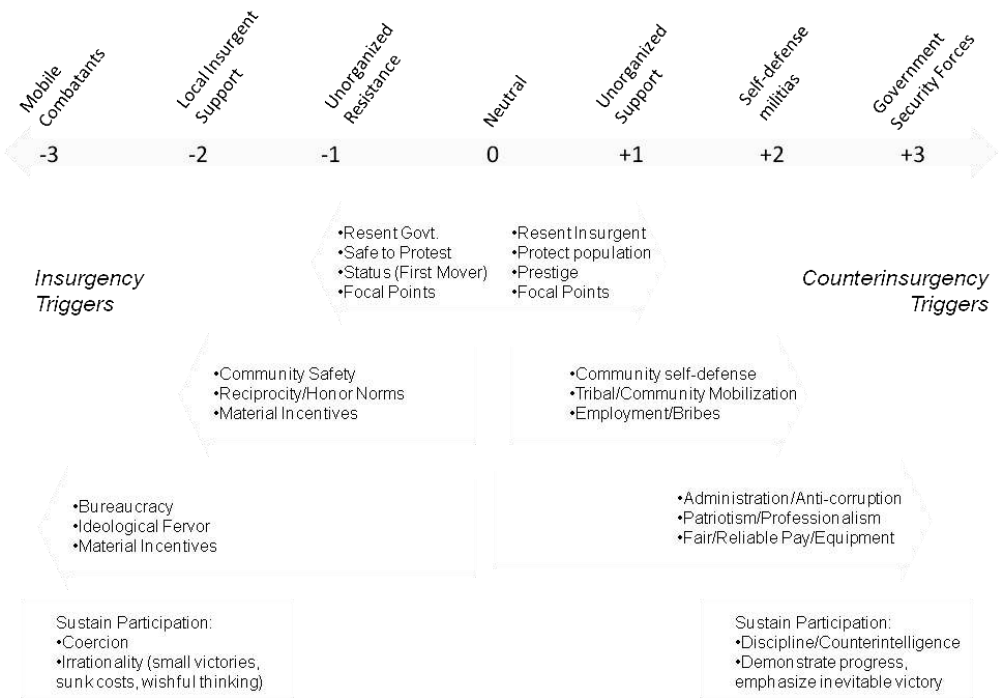 Mobile
Combatants
Local Insurgent
Support
Unorganized
Resistance
Neutral
Unorganized
Support
Self-defense
militias
Government
Security Forces
-3 -2 -1 0 +1 +2 +3
Insurgency
Triggers
•Resent Govt.
•Safe to Protest
•Status (First Mover)
•Focal Points
•Resent Insurgent
•Protect population
•Prestige
•Focal Points
Counterinsurgency
Triggers
•Community Safety
•Reciprocity/Honor Norms
•Material Incentives
•Community self-defense
•Tribal/Community Mobilization
•Employment/Bribes
•Bureaucracy
•Ideological Fervor
•Material Incentives
•Administration/Anti-corruption
•Patriotism/Professionalism
•Fair/Reliable Pay/Equipment
Sustain Participation:
•Coercion
•Irrationality (small victories,
sunk costs, wishful thinking)
Sustain Participation:
•Discipline/Counterintelligence
•Demonstrate progress,
emphasize inevitable victory